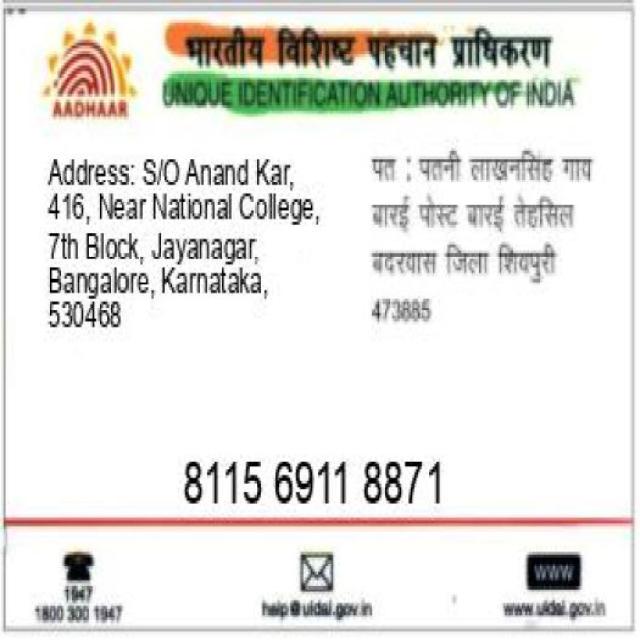 भारतीय विशिष्ट पहचान प्राधिकरण
AADHAAR
UNIQUE IDENTIFICATION AUTHORITY OF INDIA
Address: S/O Anand Kar,
416, Near National College,
7th Block, Jayanagar,
Bangalore, Karnataka,
530468
पत : पतनी लाखनसिंह गाव
बारई पोस्ट बारई तेहसिल
बदरवास जिला शिवपुरी
473885
8115 6911 8871
1947
1800 300 1947
help@uidai.gov.in
WWW
www.uidai.gov.in